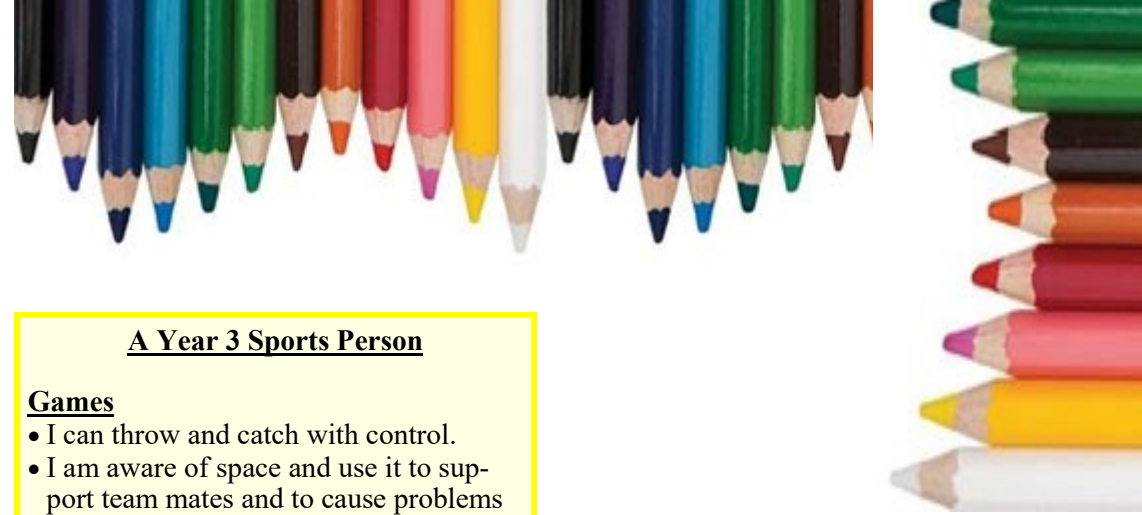 A Year 3 Sports Person
Games
• I can throw and catch with control.
• I am aware of space and use it to sup-
port team mates and to cause problems